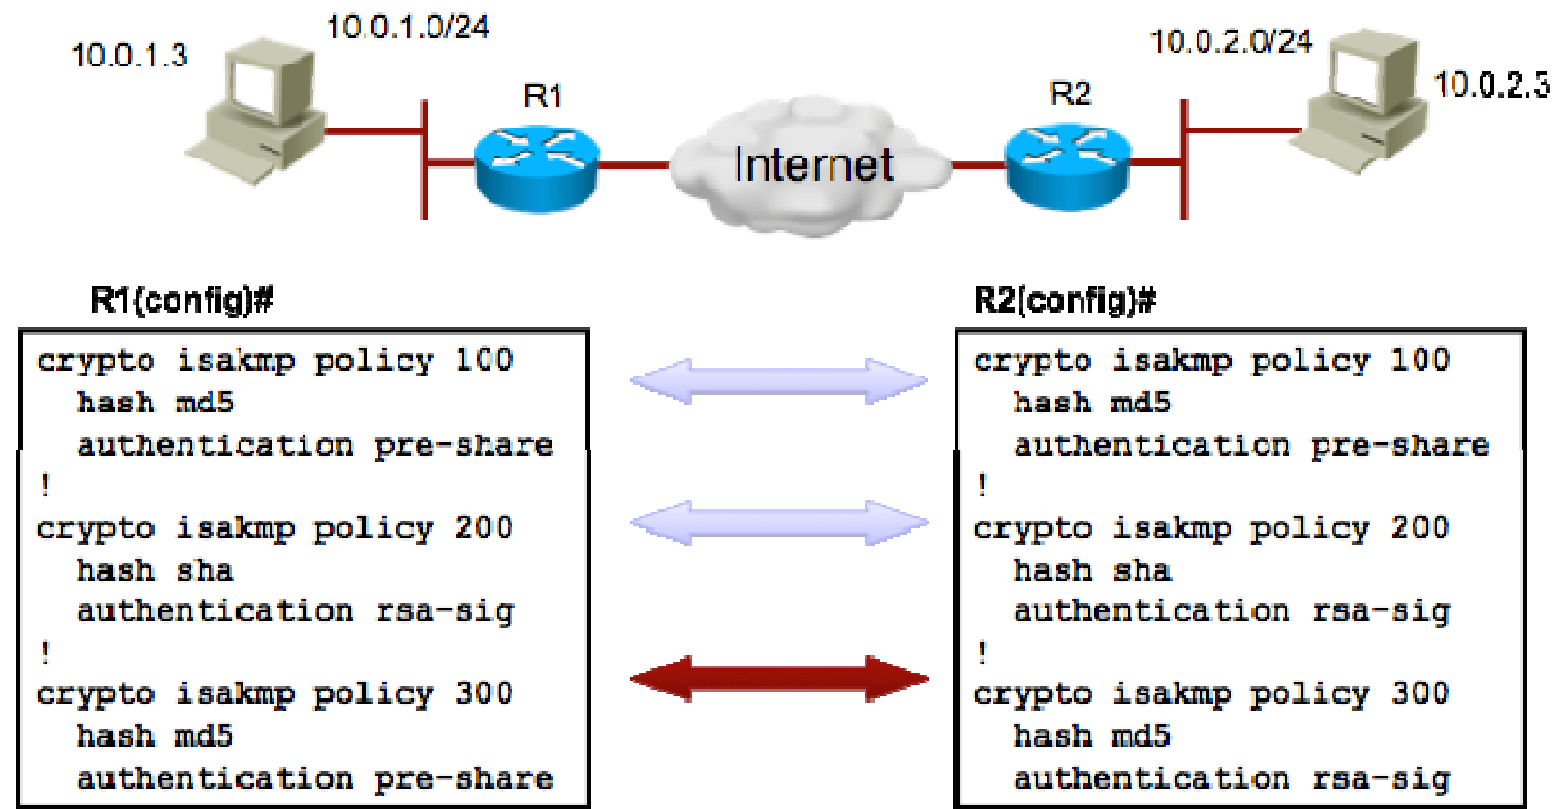 10.0.1.3
10.0.1.0/24
R1
Internet
R2
10.0.2.0/24
10.0.2.3
R1(config)#
crypto isakmp policy 100
hash md5
authentication pre-share
!
crypto isakmp policy 200
hash sha
authentication rsa-sig
!
crypto isakmp policy 300
hash md5
authentication pre-share
R2(config)#
crypto isakmp policy 100
hash md5
authentication pre-share
!
crypto isakmp policy 200
hash sha
authentication rsa-sig
!
crypto isakmp policy 300
hash md5
authentication rsa-sig